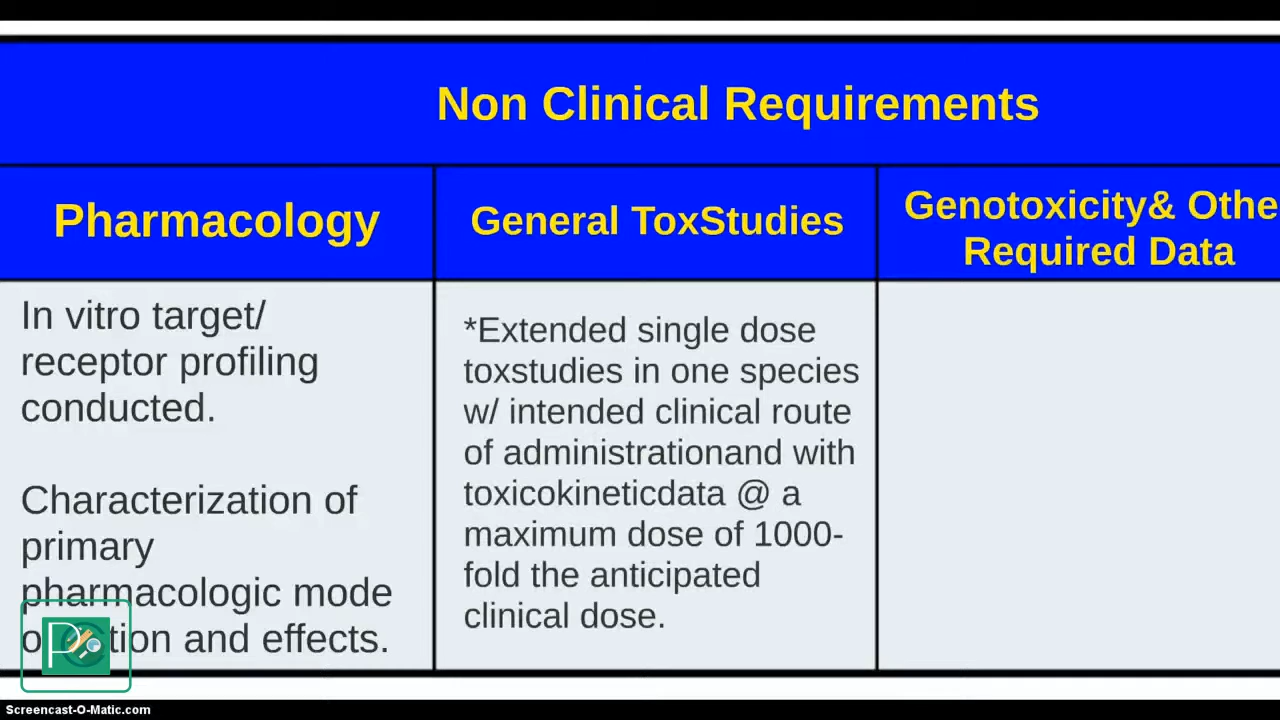 Non Clinical Requirements
Pharmacology
General ToxStudies
Genotoxicity& Othe
Required Data
In vitro target/
receptor profiling
conducted.
Characterization of
primary
pharmacologic mode
tion and effects.
*Extended single dose
toxstudies in one species
w/ intended clinical route
of administrationand with
toxicokineticdata @ a
maximum dose of 1000-
fold the anticipated
clinical dose.
Screencast-O-Matic.com